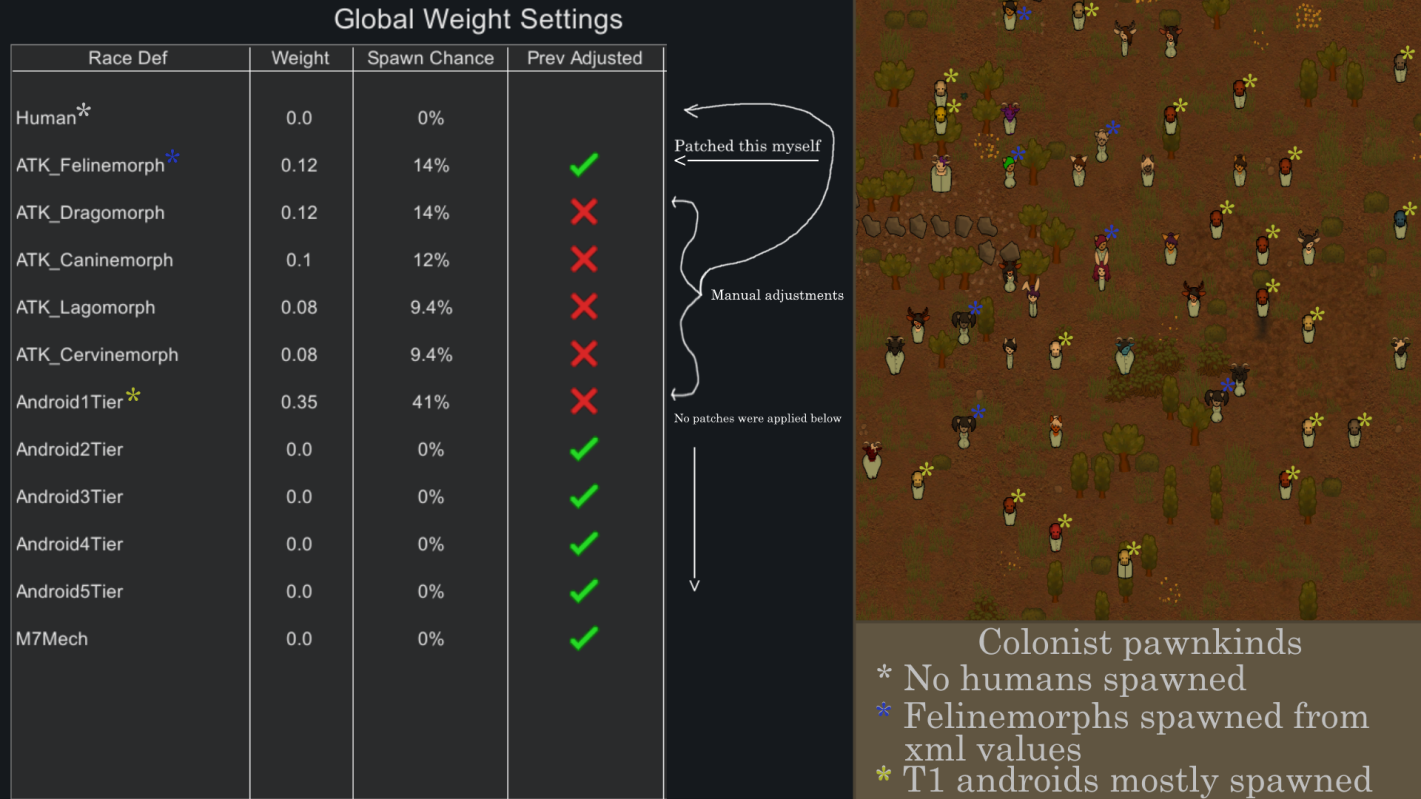 Global Weight Settings
Race Def Weight Spawn Chance Prev Adjusted
Human* 0.0 0%
ATK_Felinemorph* 0.12 14%
ATK_Dragomorph 0.12 14%
ATK_Caninemorph 0.1 12%
ATK_Lagomorph 0.08 9.4%
ATK_Cervinemorph 0.08 9.4%
Android1Tier* 0.35 41%
Android2Tier 0.0 0%
Android3Tier 0.0 0%
Android4Tier 0.0 0%
Android5Tier 0.0 0%
M7Mech 0.0 0%
Patched this myself
Manual adjustments
No patches were applied below
Colonist pawnkinds
* No humans spawned
* Felinemorphs spawned from
xml values
* T1 androids mostly spawned